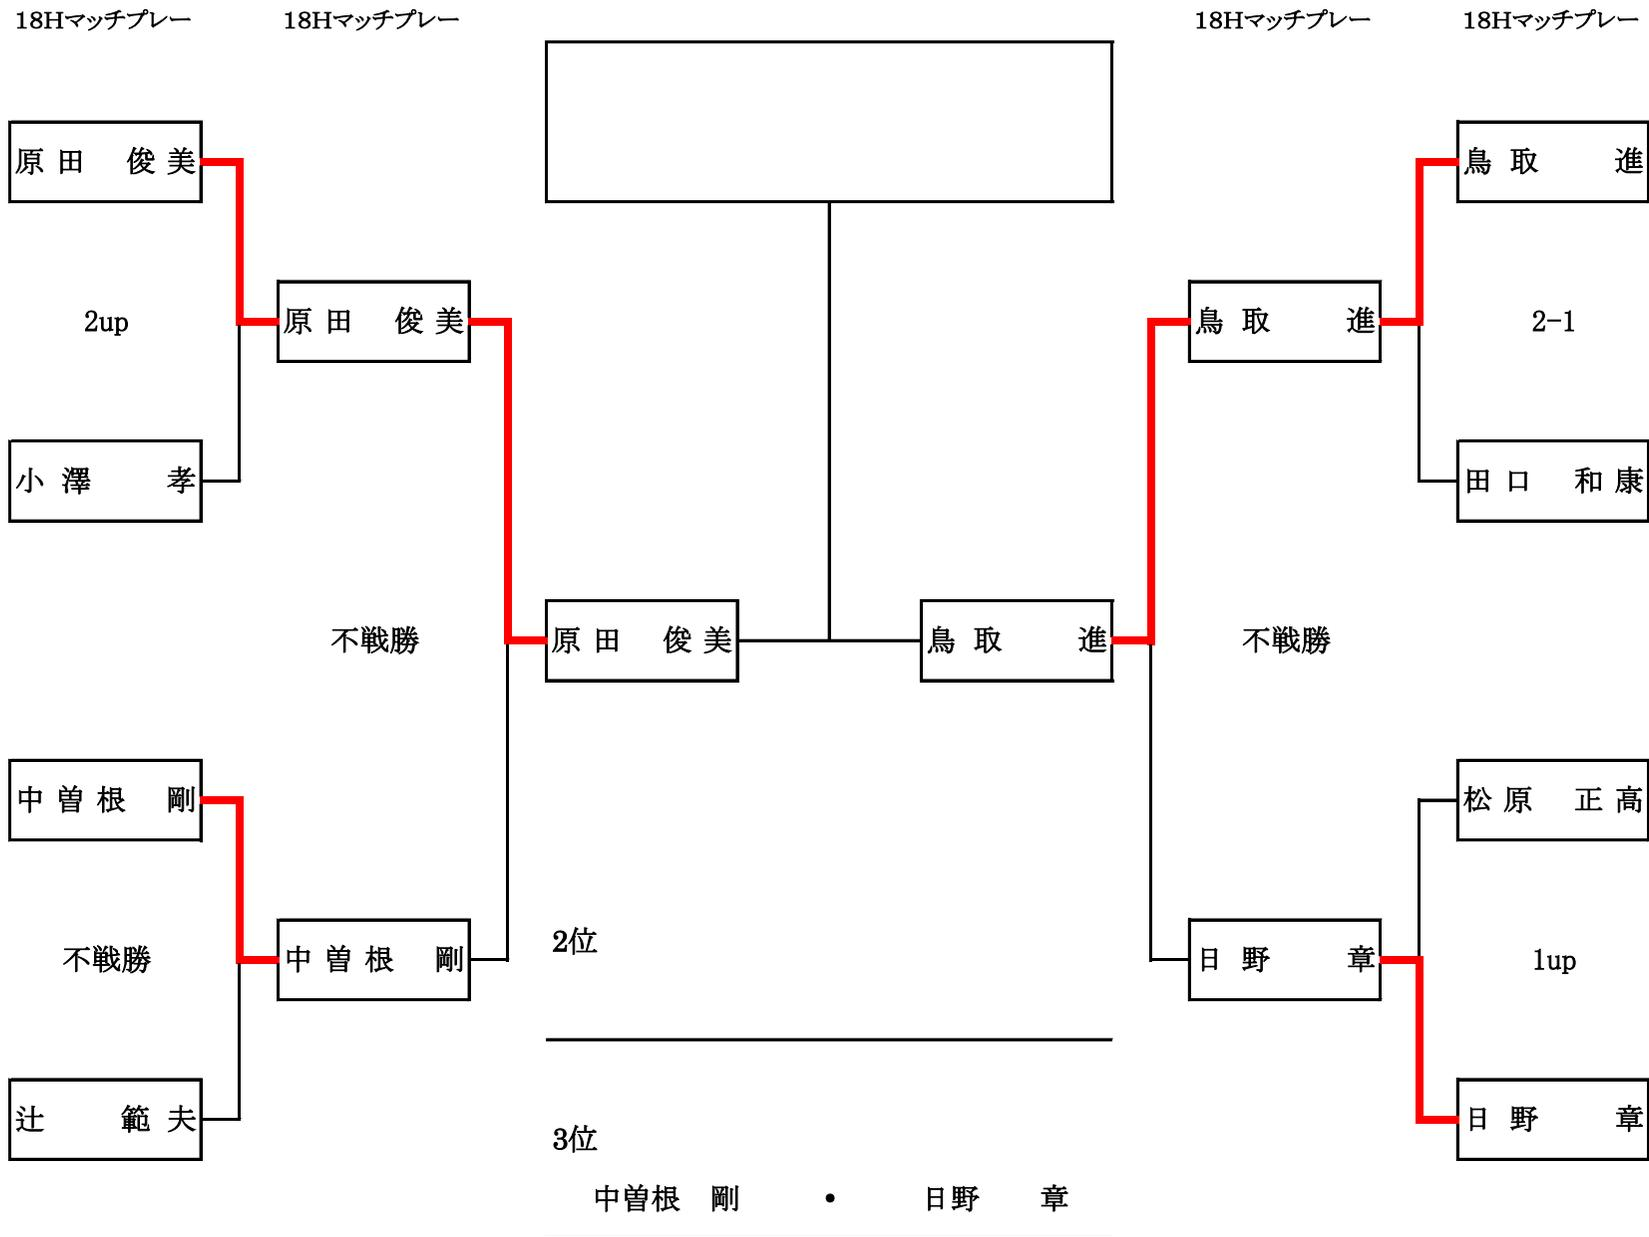 18Hマッチプレー 18Hマッチプレー 18Hマッチプレー 18Hマッチプレー
原田 俊美 鳥取 進
2up 原田 俊美 鳥取 進 2-1
小澤 孝 田口 和康
不戦勝 原田 俊美 鳥取 進 不戦勝
中曽根 剛 松原 正高
2位
不戦勝 中曽根 剛 日野 章 1up
辻 範夫 日野 章
3位
中曽根 剛 ・ 日野 章